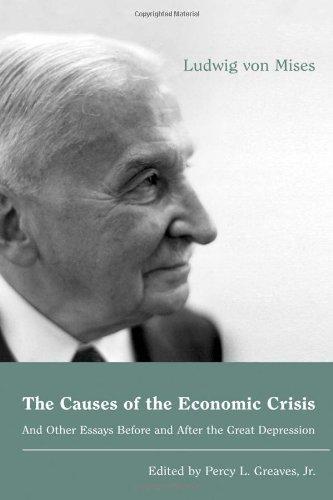 Copyrighted Material
Ludwig von Mises
The Causes of the Economic Crisis
And Other Essays Before and After the Great Depression
Edited by Percy L. Greaves, Jr.